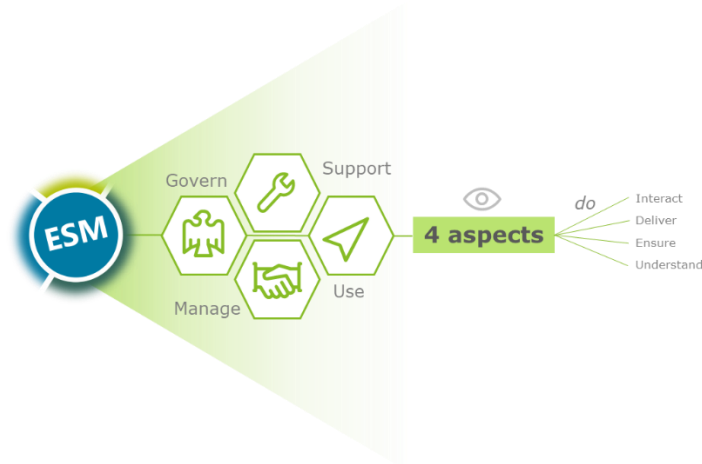 ESM
Govern
Support
Manage
Use
4 aspects
do
Interact
Deliver
Ensure
Understand